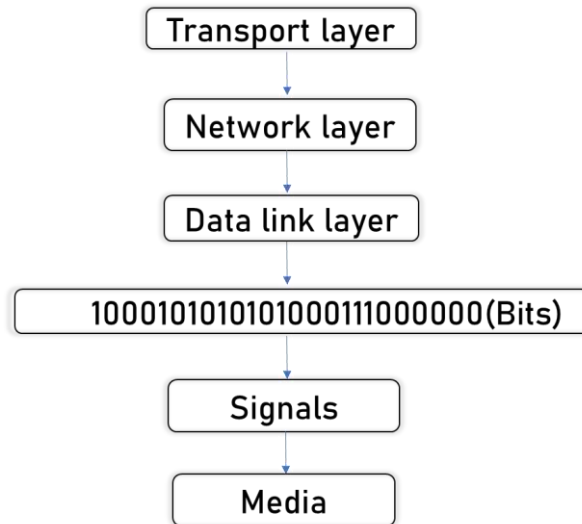 Transport layer
Network layer
Data link layer
1000101010101000111000000(Bits)
Signals
Media